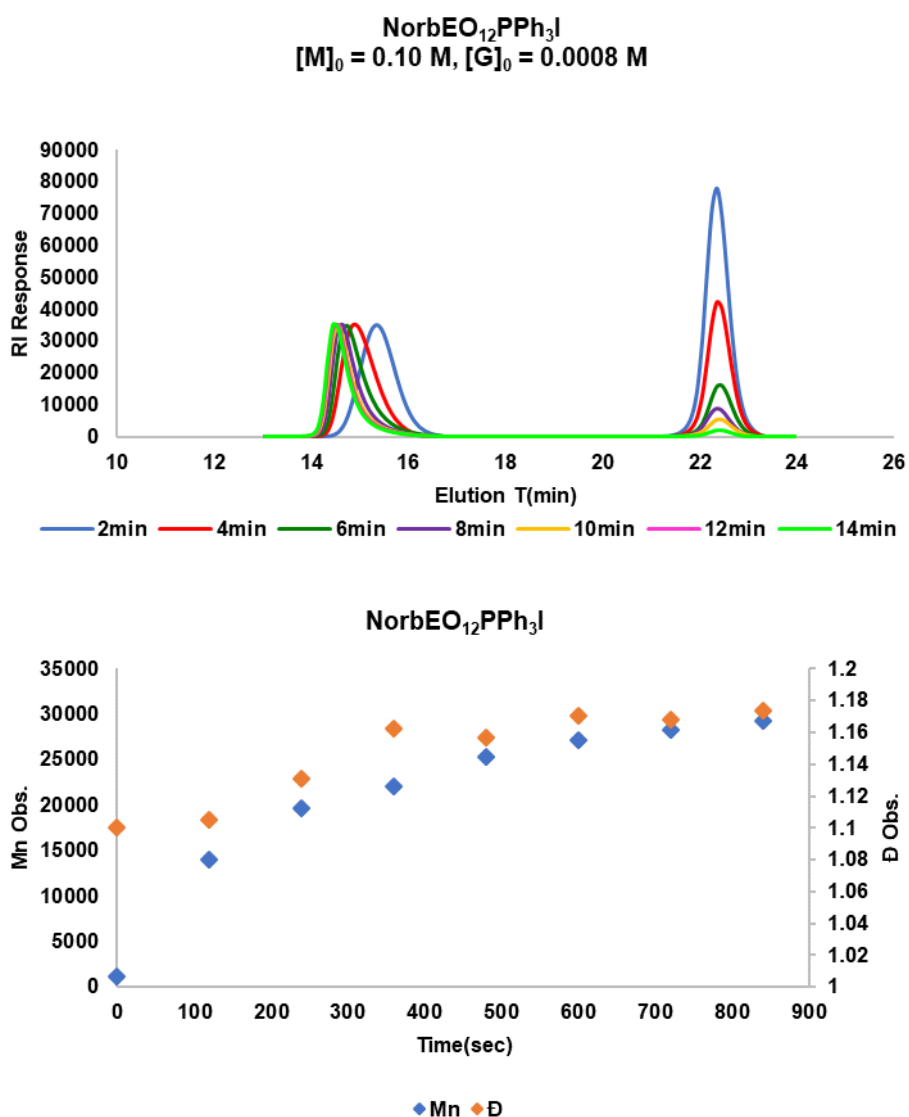 NorbEO₁₂PPh₃I
[M]₀ = 0.10 M, [G]₀ = 0.0008 M
90000
80000
70000
60000
50000
40000
30000
20000
10000
0
RI Response
10 12 14 16 18 20 22 24 26
Elution T(min)
2min 4min 6min 8min 10min 12min 14min
NorbEO₁₂PPh₃I
35000 1.2
30000 1.18
25000 1.16
20000 1.14
15000 1.12
10000 1.1
5000 1.08
0 1.06
1.04
1.02
1
Mn Obs.
Đ Obs.
0 100 200 300 400 500 600 700 800 900
Time(sec)
Mn Đ